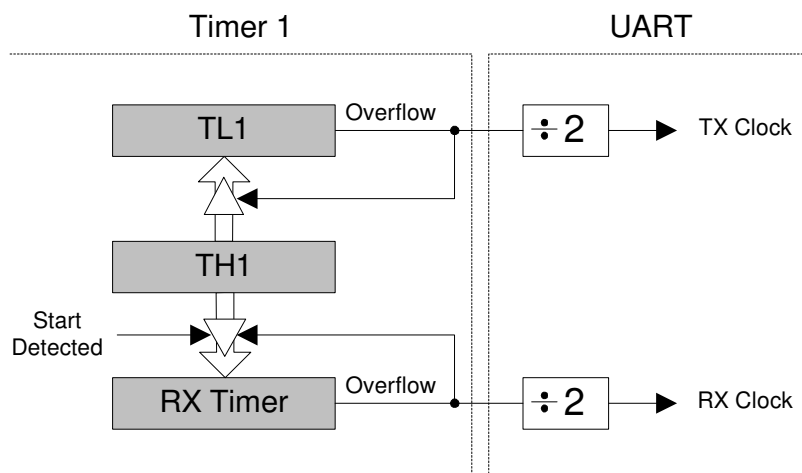 Timer 1
UART
TL1
Overflow
÷ 2
TX Clock
TH1
Start
Detected
RX Timer
Overflow
÷ 2
RX Clock